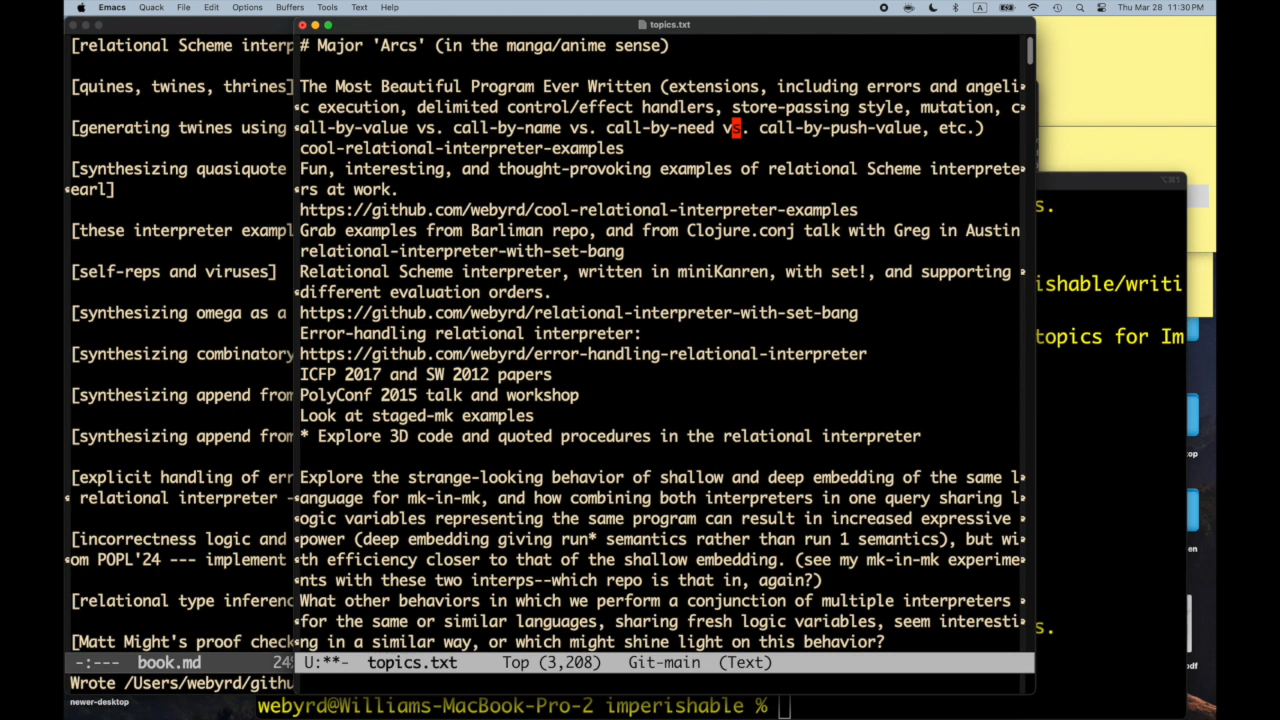 Emacs Quack File Edit Options Buffers Tools Text Help A Thu Mar 28 11:30 PM
topics.txt
[relational Scheme interp
[quines, twines, thrines]
[generating twines using
[synthesizing quasiquote
earl]
[these interpreter exampl
[self-reps and viruses]
[synthesizing omega as a
[synthesizing combinatory
[synthesizing append from
[synthesizing append from
[explicit handling of err
relational interpreter -
[incorrectness logic and
om POPL'24 --- implement
[relational type inferenc
[Matt Might's proof check
-:--- book.md 24%
Wrote /Users/webyrd/githu
newer-desktop
# Major 'Arcs' (in the manga/anime sense)
The Most Beautiful Program Ever Written (extensions, including errors and angeli
c execution, delimited control/effect handlers, store-passing style, mutation, c
all-by-value vs. call-by-name vs. call-by-need vs. call-by-push-value, etc.)
cool-relational-interpreter-examples
Fun, interesting, and thought-provoking examples of relational Scheme interprete
rs at work.
https://github.com/webyrd/cool-relational-interpreter-examples
Grab examples from Barliman repo, and from Clojure.conj talk with Greg in Austin
relational-interpreter-with-set-bang
Relational Scheme interpreter, written in miniKanren, with set!, and supporting
different evaluation orders.
https://github.com/webyrd/relational-interpreter-with-set-bang
Error-handling relational interpreter:
https://github.com/webyrd/error-handling-relational-interpreter
ICFP 2017 and SW 2012 papers
PolyConf 2015 talk and workshop
Look at staged-mk examples
* Explore 3D code and quoted procedures in the relational interpreter
Explore the strange-looking behavior of shallow and deep embedding of the same l
anguage for mk-in-mk, and how combining both interpreters in one query sharing l
ogic variables representing the same program can result in increased expressive
power (deep embedding giving run* semantics rather than run 1 semantics), but wi
th efficiency closer to that of the shallow embedding. (see my mk-in-mk experime
nts with these two interps--which repo is that in, again?)
What other behaviors in which we perform a conjunction of multiple interpreters
for the same or similar languages, sharing fresh logic variables, seem interesti
ng in a similar way, or which might shine light on this behavior?
U:**- topics.txt Top (3,208) Git-main (Text)
⌥⌘1
s.
ishable/writi
topics for Im
s.
top
en
pdf
webyrd@Williams-MacBook-Pro-2 imperishable %